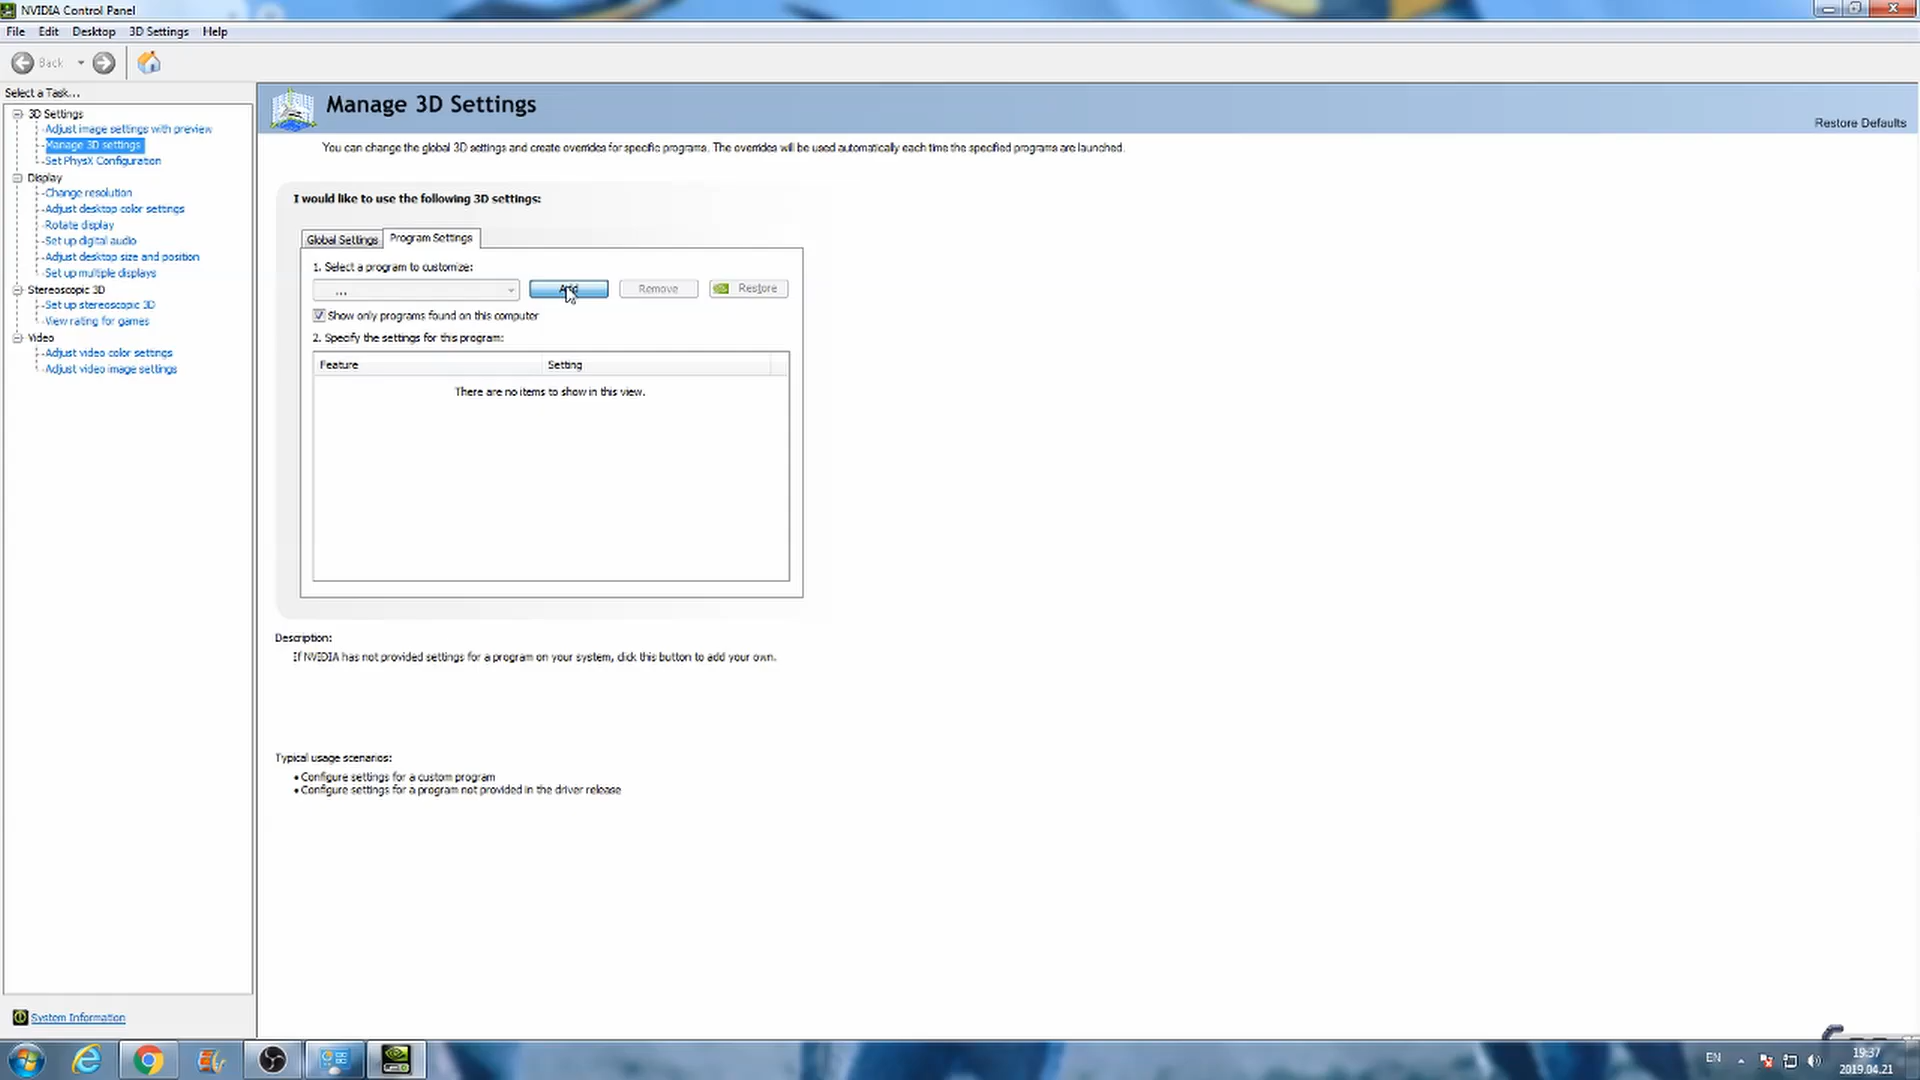 NVIDIA Control Panel
File Edit Desktop 3D Settings Help
Back
Select a Task...
3D Settings
Adjust image settings with preview
Manage 3D settings
Set PhysX Configuration
Display
Change resolution
Adjust desktop color settings
Rotate display
Set up digital audio
Adjust desktop size and position
Set up multiple displays
Stereoscopic 3D
Set up stereoscopic 3D
View rating for games
Video
Adjust video color settings
Adjust video image settings
System Information
Manage 3D Settings
Restore Defaults
You can change the global 3D settings and create overrides for specific programs. The overrides will be used automatically each time the specified programs are launched.
I would like to use the following 3D settings:
Global Settings Program Settings
1. Select a program to customize:
... Add Remove Restore
Show only programs found on this computer
2. Specify the settings for this program:
Feature Setting
There are no items to show in this view.
Description:
If NVIDIA has not provided settings for a program on your system, click this button to add your own.
Typical usage scenarios:
• Configure settings for a custom program
• Configure settings for a program not provided in the driver release
EN
19:37
2019.04.21